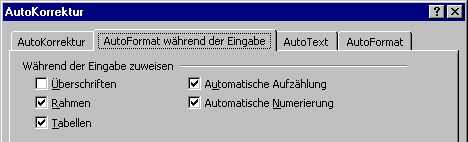 AutoKorrektur
AutoKorrektur AutoFormat während der Eingabe AutoText AutoFormat
Während der Eingabe zuweisen
Überschriften Automatische Aufzählung
Rahmen Automatische Numerierung
Tabellen